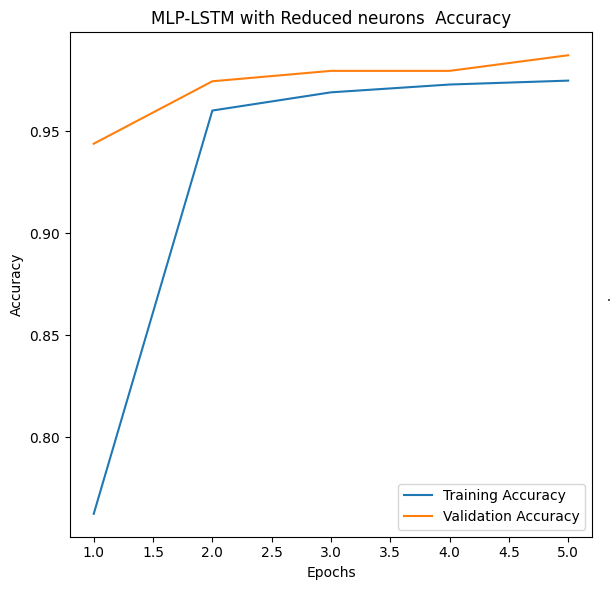 MLP-LSTM with Reduced neurons  Accuracy
Accuracy
0.95
0.90
0.85
0.80
1.0 1.5 2.0 2.5 3.0 3.5 4.0 4.5 5.0
Epochs
Training Accuracy
Validation Accuracy
.